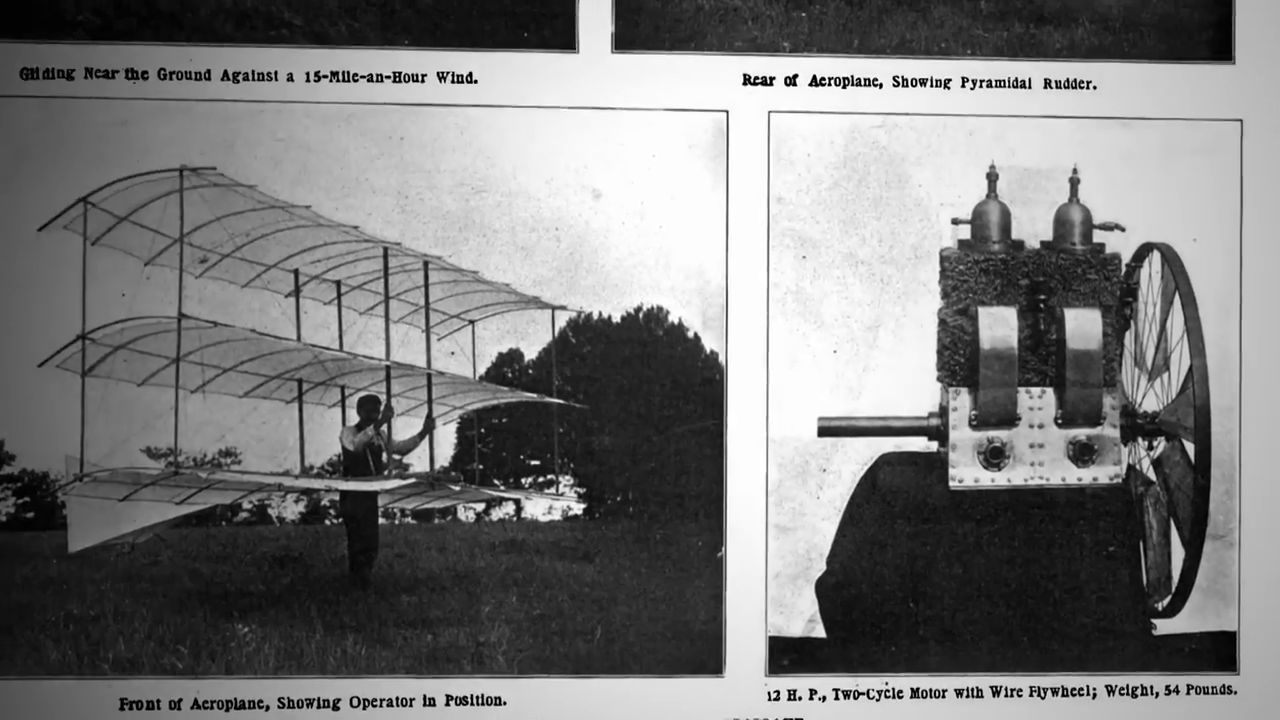 Gliding Near the Ground Against a 15-Mile-an-Hour Wind.
Rear of Aeroplane, Showing Pyramidal Rudder.
Front of Aeroplane, Showing Operator in Position.
12 H. P., Two-Cycle Motor with Wire Flywheel; Weight, 54 Pounds.